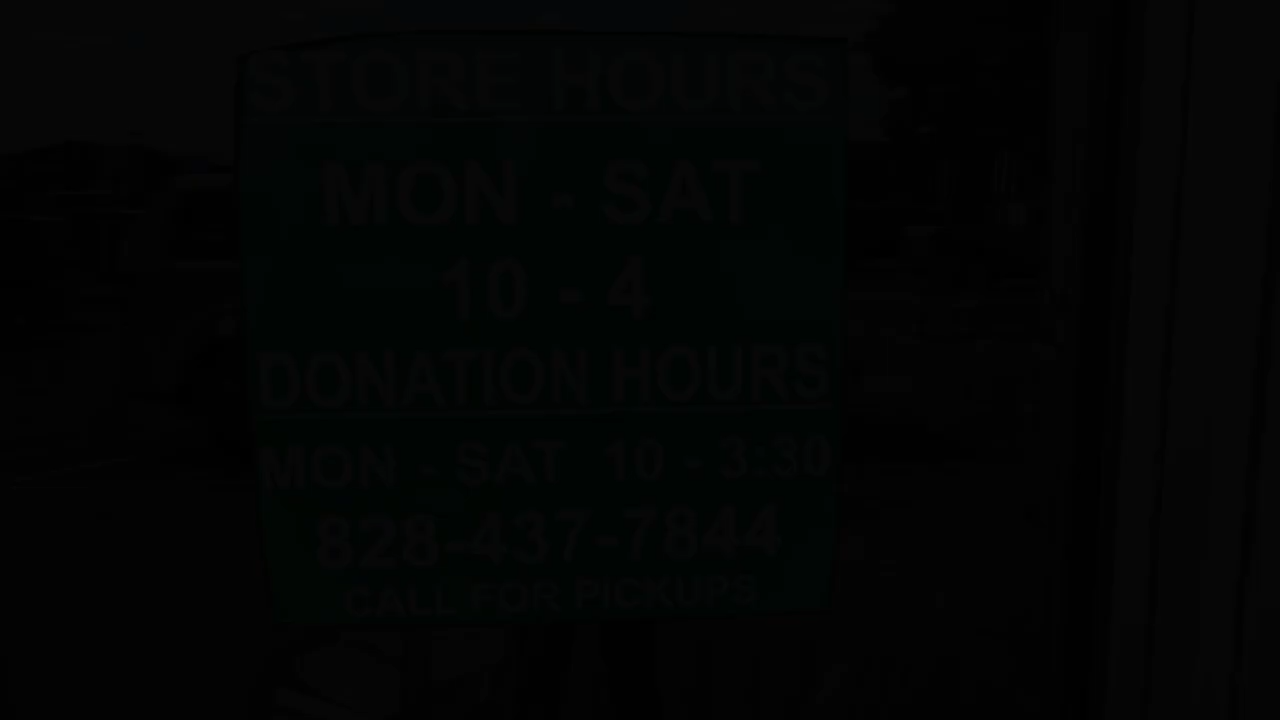 STORE HOURS
MON - SAT
10 - 4
DONATION HOURS
MON - SAT 10 - 3:30
828-437-7844
CALL FOR PICKUPS